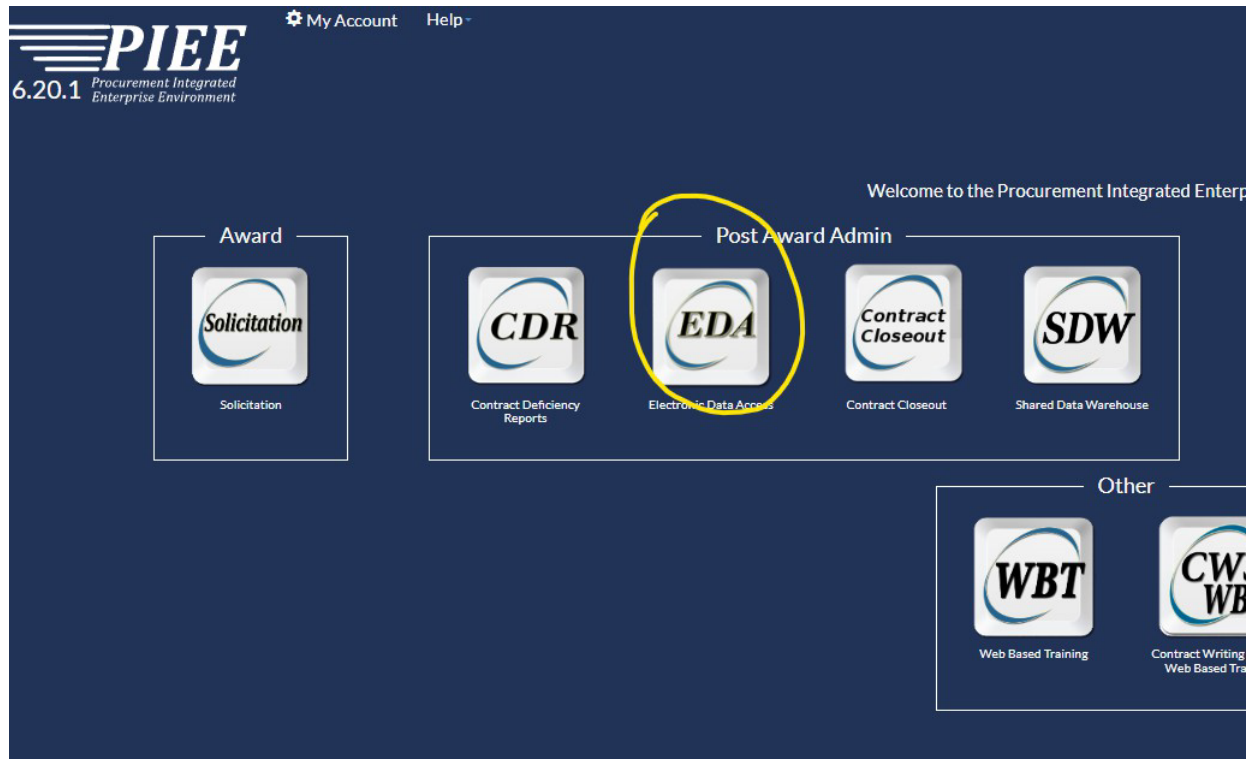 My Account Help
PIEE
6.20.1 Procurement Integrated
Enterprise Environment
Welcome to the Procurement Integrated
Award
Solicitation
Solicitation
Post Award Admin
CDR
Contract Deficiency
Reports
EDA
Electronic Data Access
Contract
Closeout
Contract Closeout
SDW
Shared Data Warehouse
Other
WBT
Web Based Training
Contract Writing
Web Based